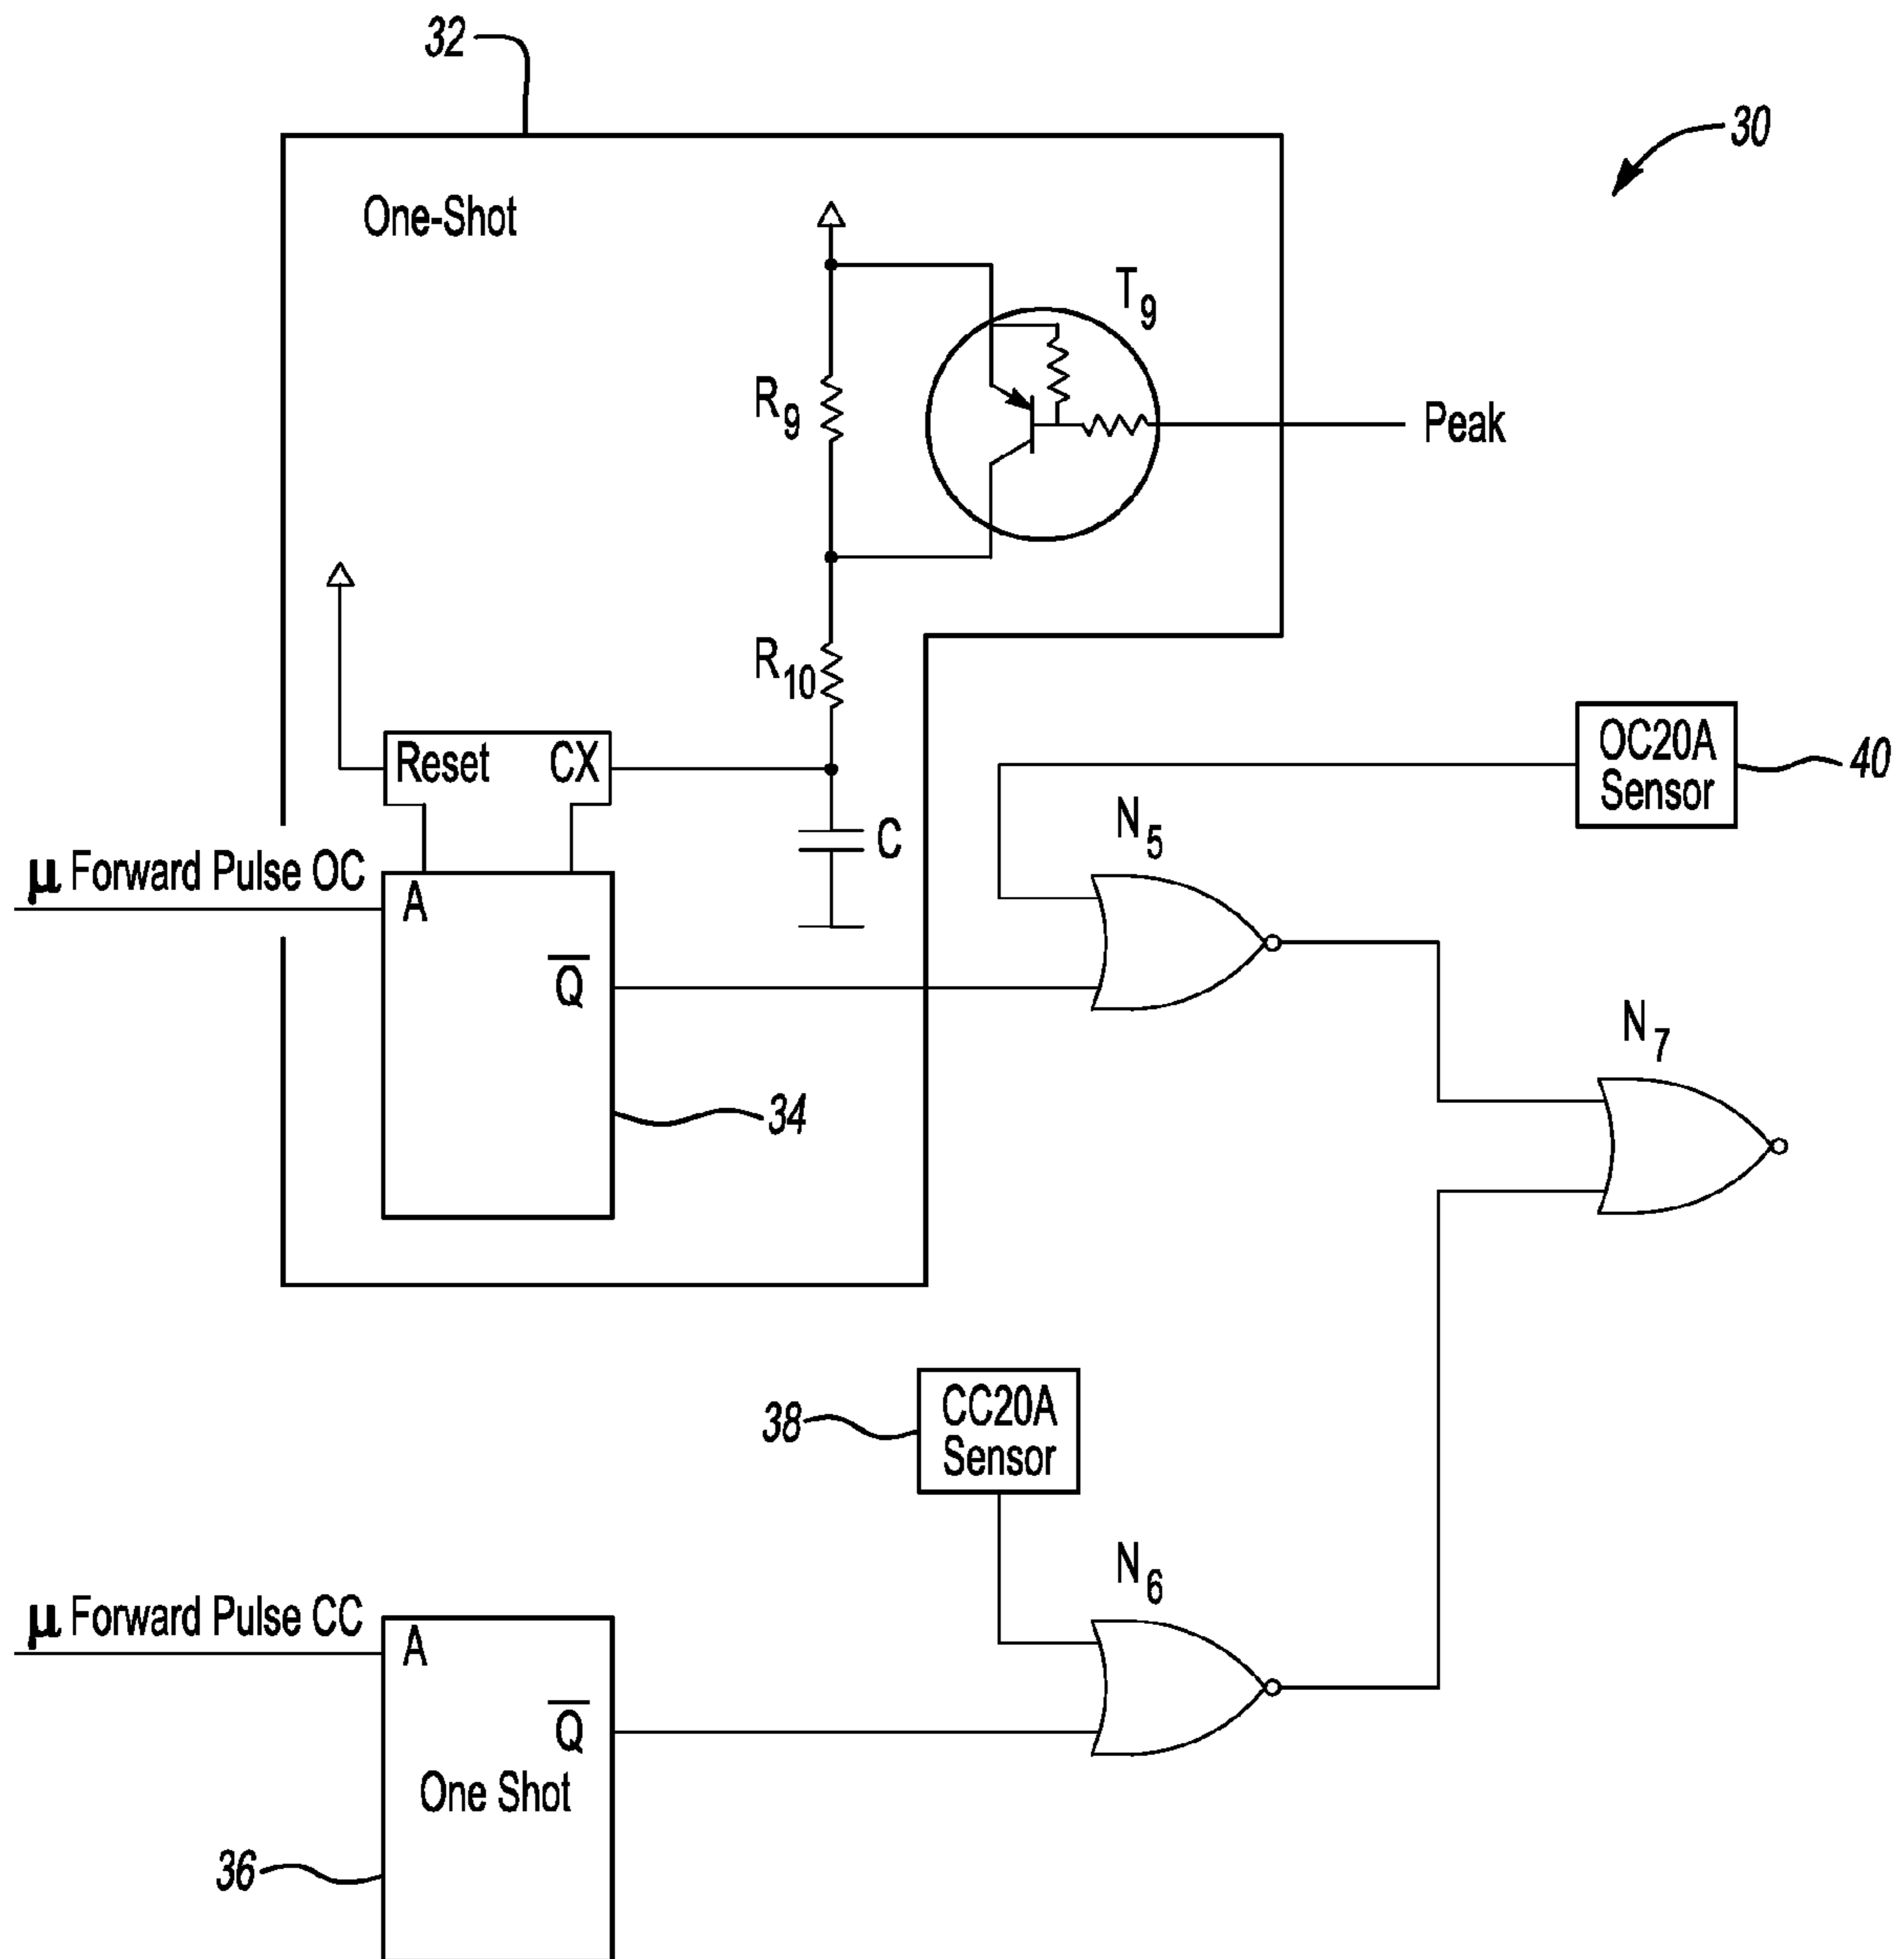 32
30
One-Shot
T9
R9
Peak
R10
Reset CX
OC20A
Sensor
40
C
N5
μ Forward Pulse OC
A
Q̅
N7
34
CC20A
Sensor
38
N6
μ Forward Pulse CC
A
Q̅
One Shot
36